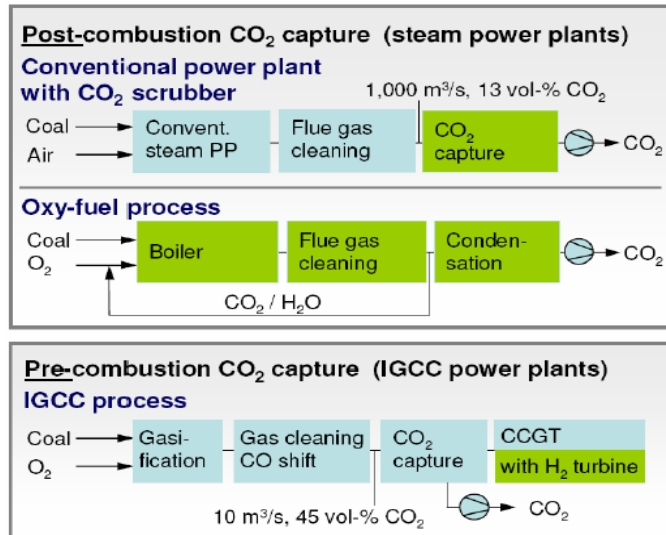 Post-combustion CO₂ capture (steam power plants)
Conventional power plant
with CO₂ scrubber
1,000 m³/s, 13 vol-% CO₂
Coal
Air
Convent.
steam PP
Flue gas
cleaning
CO₂
capture
CO₂
Oxy-fuel process
Coal
O₂
Boiler
Flue gas
cleaning
Conden-
sation
CO₂
CO₂ / H₂O
Pre-combustion CO₂ capture (IGCC power plants)
IGCC process
Coal
O₂
Gasi-
fication
Gas cleaning
CO shift
CO₂
capture
CCGT
with H₂ turbine
10 m³/s, 45 vol-% CO₂
CO₂